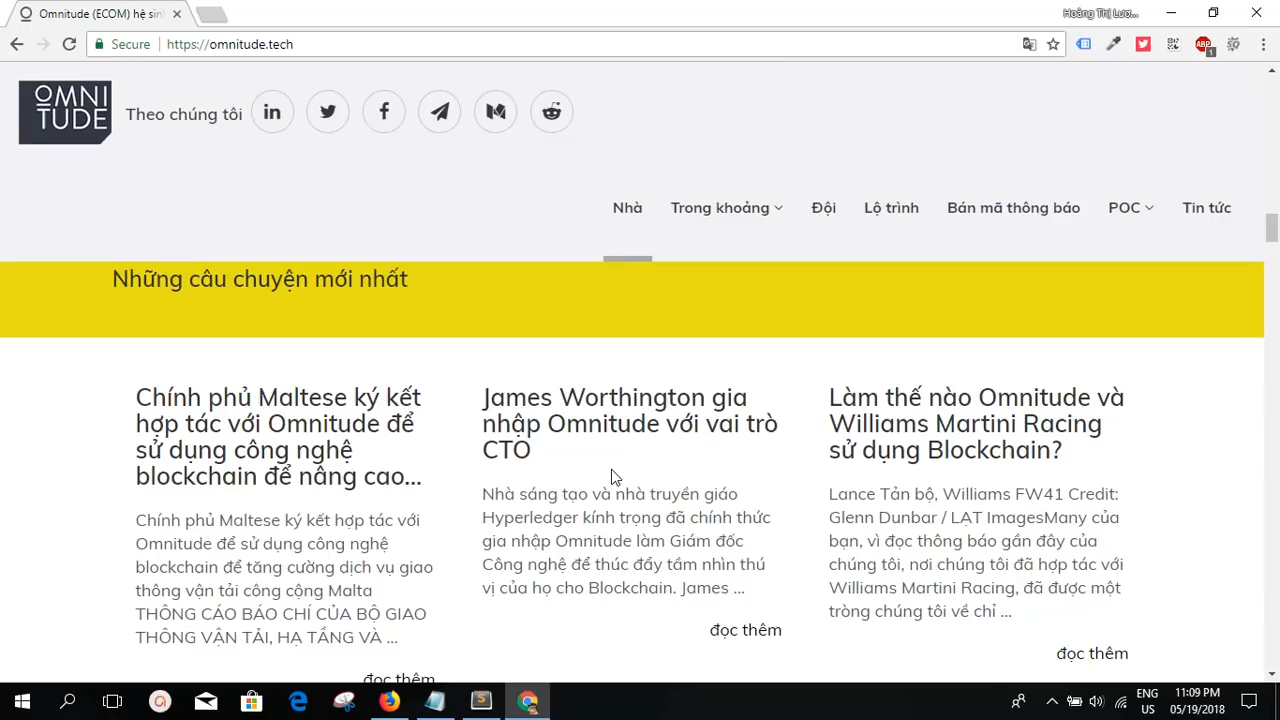 Omnitude (ECOM) hệ sinh
Hoàng Thị Lươ...
Secure
https://omnitude.tech
ABP
1
OMNI
TUDE
Theo chúng tôi
Nhà
Trong khoảng
Đội
Lộ trình
Bán mã thông báo
POC
Tin tức
Những câu chuyện mới nhất
Chính phủ Maltese ký kết
hợp tác với Omnitude để
sử dụng công nghệ
blockchain để nâng cao...
Chính phủ Maltese ký kết hợp tác với
Omnitude để sử dụng công nghệ
blockchain để tăng cường dịch vụ giao
thông vận tải công cộng Malta
THÔNG CÁO BÁO CHÍ CỦA BỘ GIAO
THÔNG VẬN TẢI, HẠ TẦNG VÀ ...
đọc thêm
James Worthington gia
nhập Omnitude với vai trò
CTO
Nhà sáng tạo và nhà truyền giáo
Hyperledger kính trọng đã chính thức
gia nhập Omnitude làm Giám đốc
Công nghệ để thúc đẩy tầm nhìn thú
vị của họ cho Blockchain. James ...
đọc thêm
Làm thế nào Omnitude và
Williams Martini Racing
sử dụng Blockchain?
Lance Tản bộ, Williams FW41 Credit:
Glenn Dunbar / LAT ImagesMany của
bạn, vì đọc thông báo gần đây của
chúng tôi, nơi chúng tôi đã hợp tác với
Williams Martini Racing, đã được một
tròng chúng tôi về chỉ ...
đọc thêm
ENG
US
11:09 PM
05/19/2018